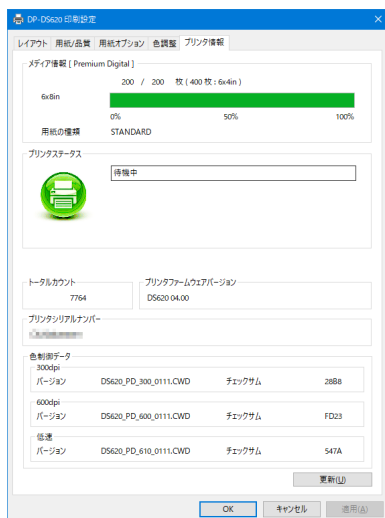 DP-DS620 印刷設定
レイアウト 用紙/品質 用紙オプション 色調整 プリンタ情報
メディア情報 [ Premium Digital ]
200 / 200 枚 ( 400 枚 : 6x4in )
6x8in
0% 50% 100%
用紙の種類 STANDARD
プリンタステータス
待機中
トータルカウント プリンタファームウェアバージョン
7764 DS620 04.00
プリンタシリアルナンバー
色制御データ
300dpi
バージョン DS620_PD_300_0111.CWD チェックサム 28B8
600dpi
バージョン DS620_PD_600_0111.CWD チェックサム FD23
低速
バージョン DS620_PD_610_0111.CWD チェックサム 547A
更新(U)
OK キャンセル 適用(A)